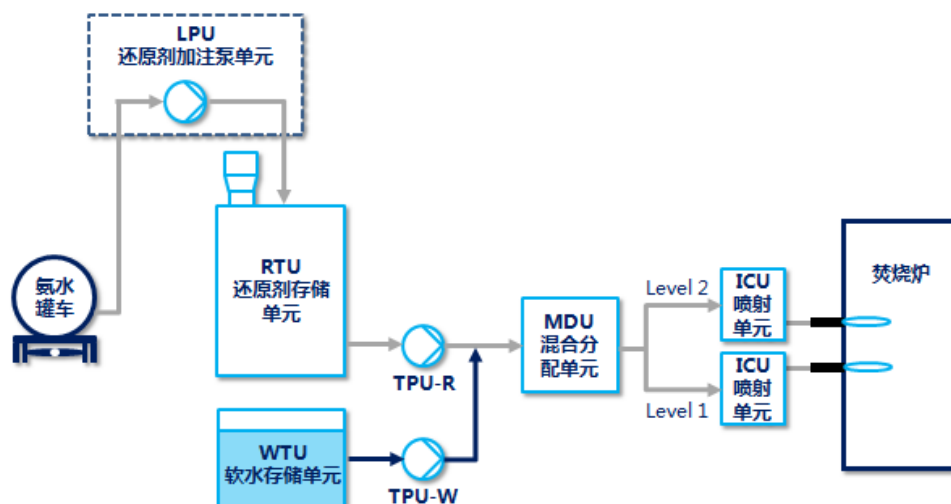 LPU
还原剂加注泵单元
氨水
罐车
RTU
还原剂存储
单元
TPU-R
WTU
软水存储单元
TPU-W
MDU
混合分
配单元
Level 2
Level 1
ICU
喷射
单元
ICU
喷射
单元
焚烧炉